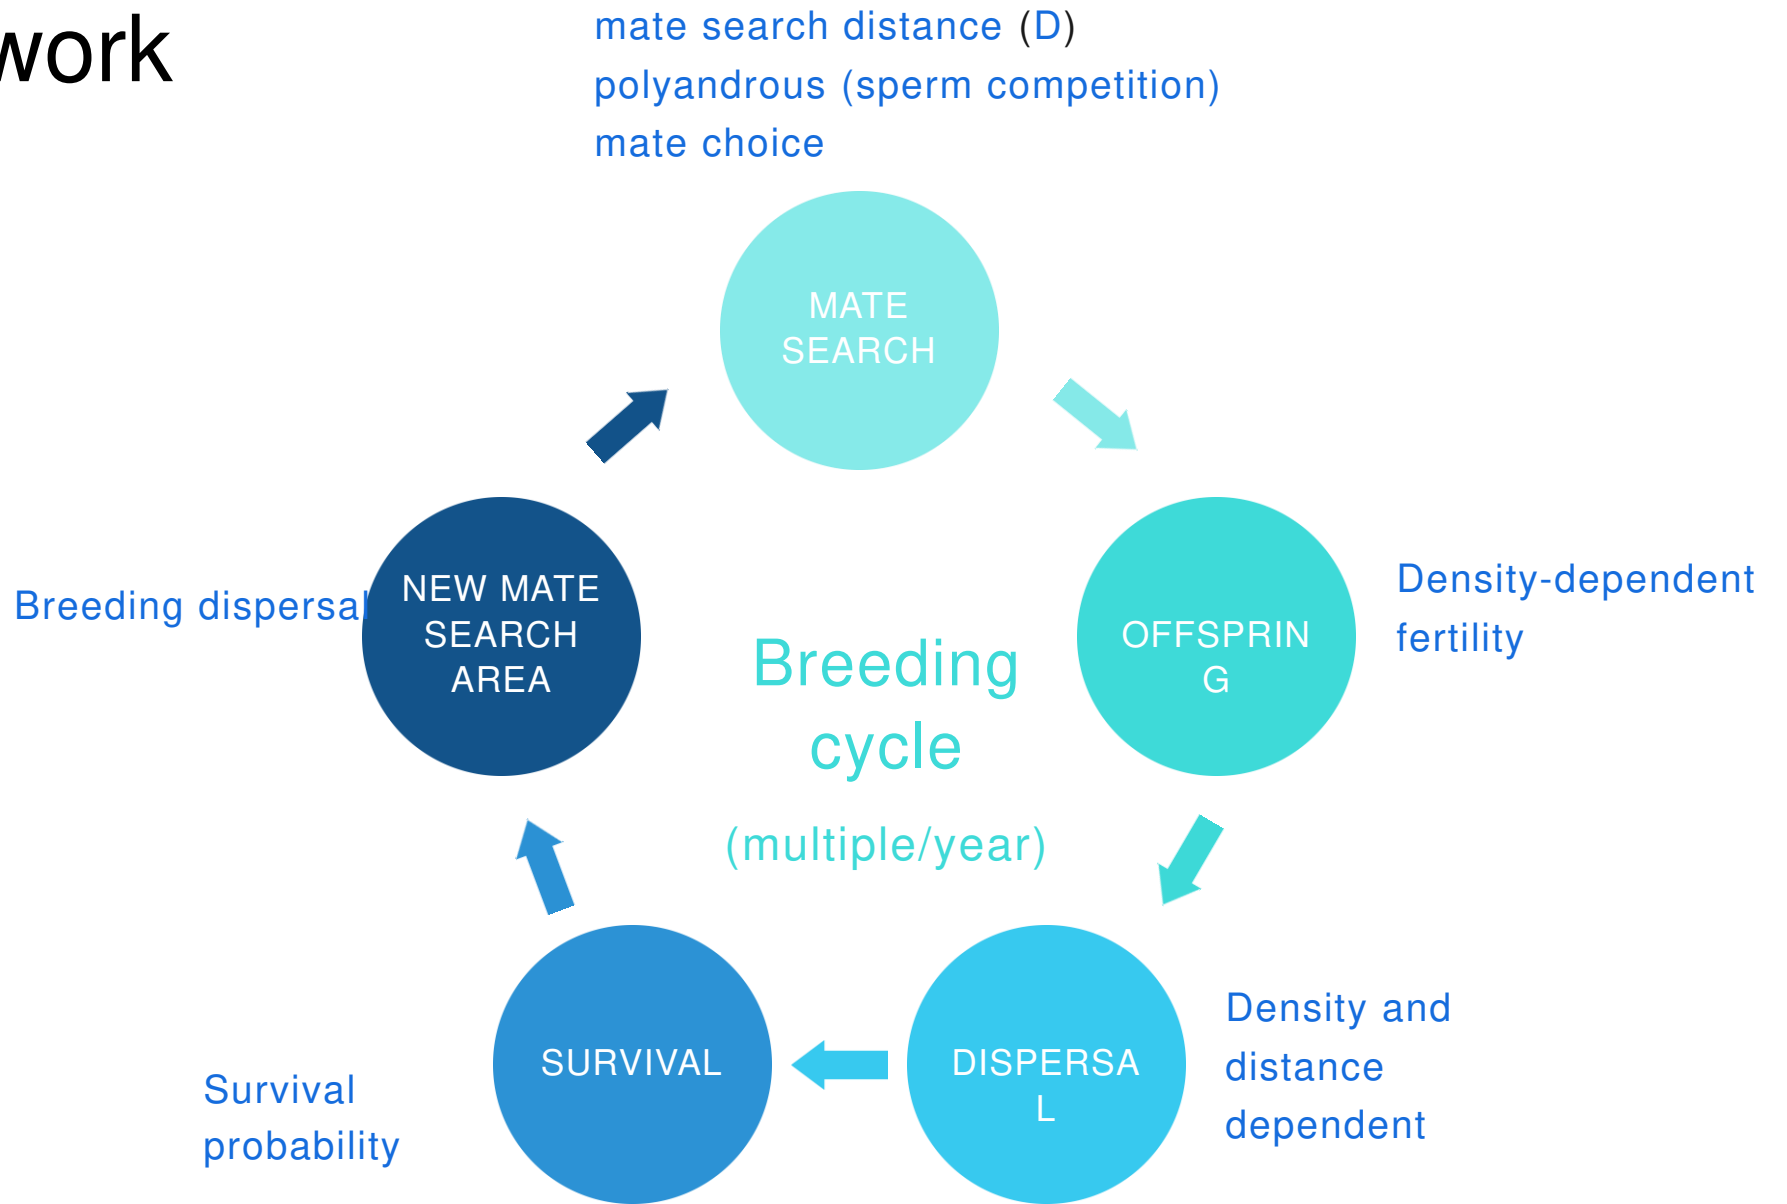 work
mate search distance (D)
polyandrous (sperm competition)
mate choice
MATE
SEARCH
NEW MATE
SEARCH
AREA
Breeding dispersal
OFFSPRIN
G
Density-dependent
fertility
Breeding
cycle
(multiple/year)
SURVIVAL
Survival
probability
DISPERSA
L
Density and
distance
dependent